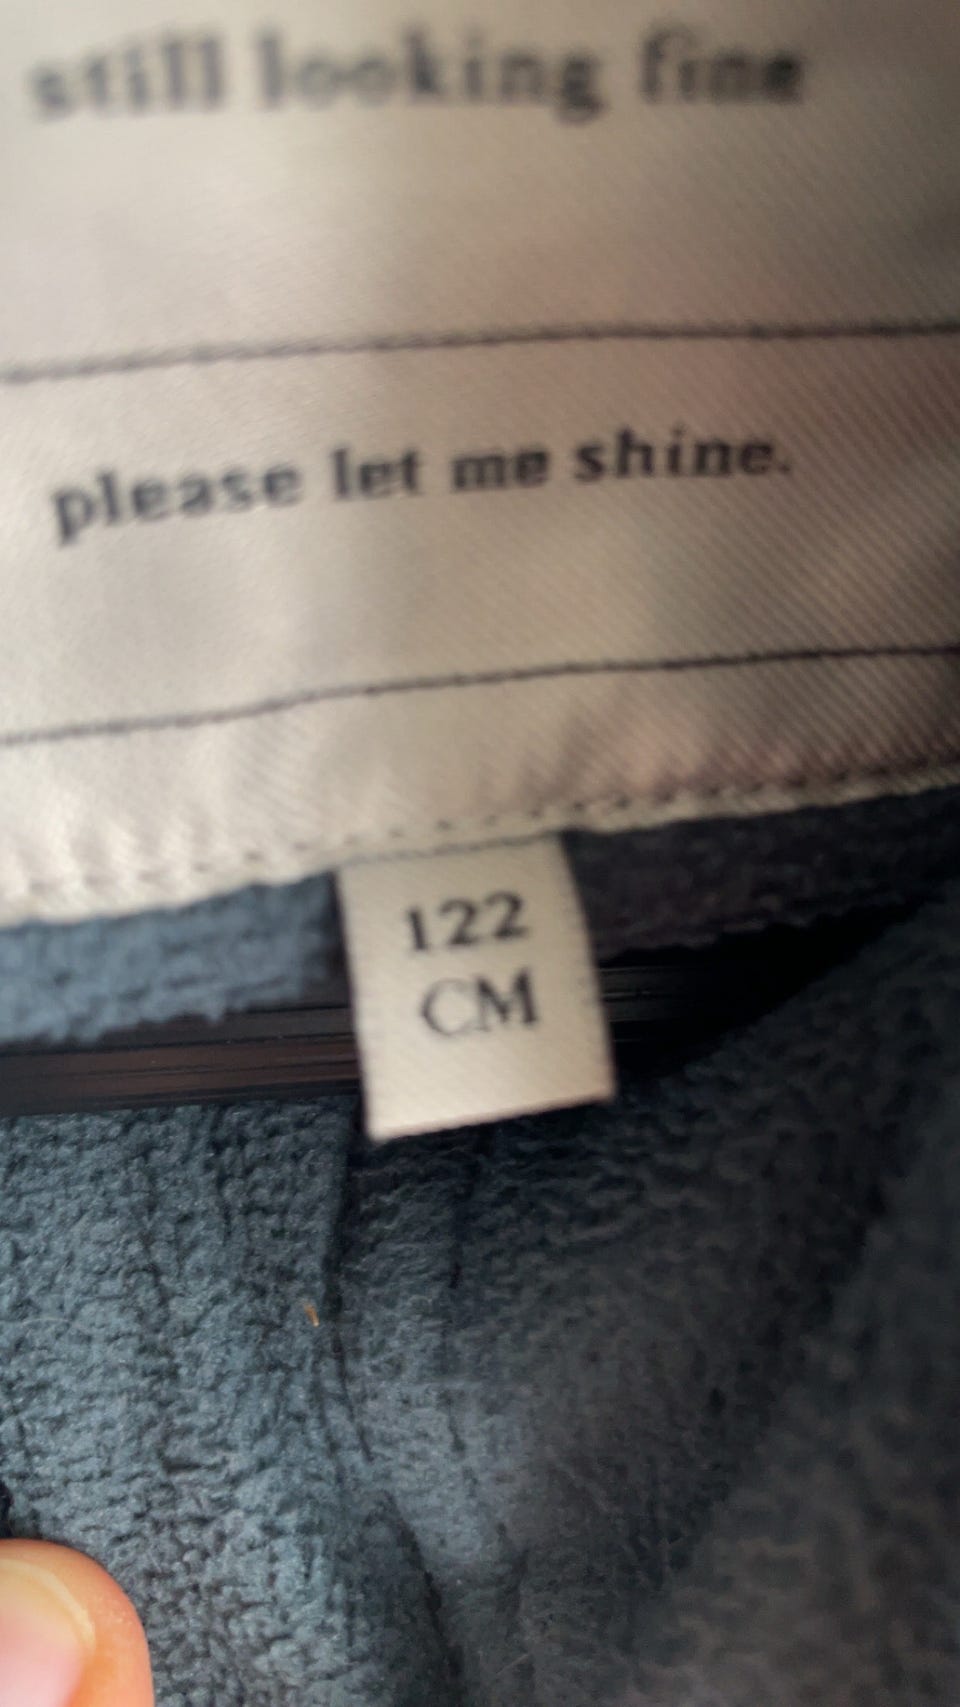 still looking fine
please let me shine.
122
CM